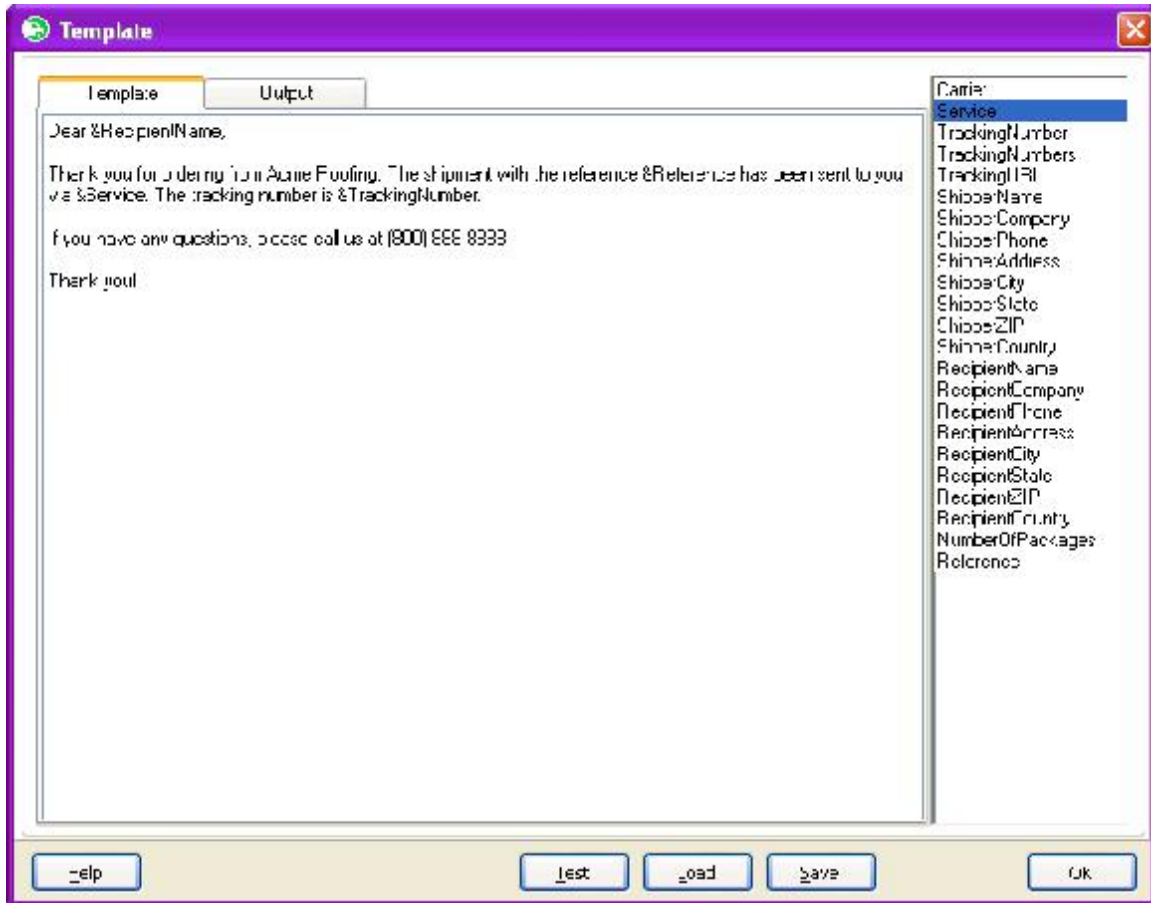 Template
Template
Output
Dear &RecipientName,
Thank you for ordering from Acme Roofing. The shipment with the reference &Reference has been sent to you
via &Service. The tracking number is &TrackingNumber.
If you have any questions, please call us at (800)
Thank you!
Carrier
Service
TrackingNumber
TrackingNumbers
TrackingURL
ShipperName
ShipperCompany
ShipperPhone
ShipperAddress
ShipperCity
ShipperState
ShipperZIP
ShipperCountry
RecipientName
RecipientCompany
RecipientPhone
RecipientAddress
RecipientCity
RecipientState
RecipientZIP
RecipientCountry
NumberOfPackages
Reference
Help
Test
Load
Save
Ok